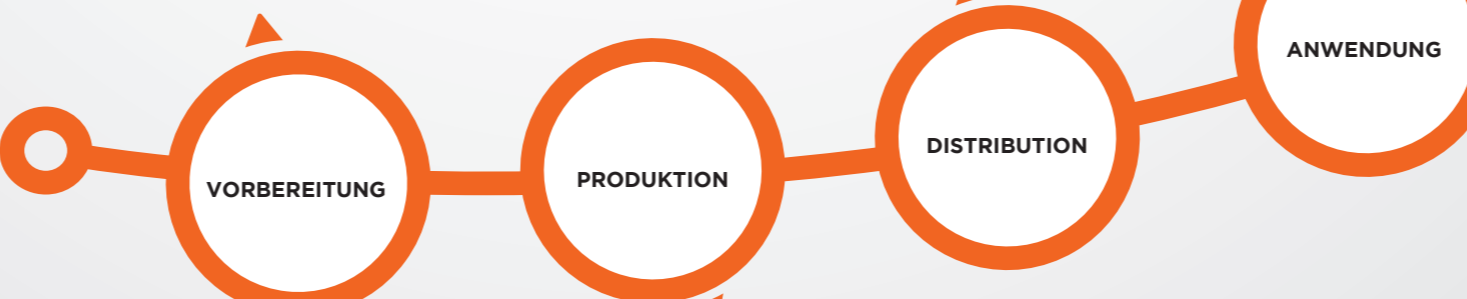 VORBEREITUNG
PRODUKTION
DISTRIBUTION
ANWENDUNG